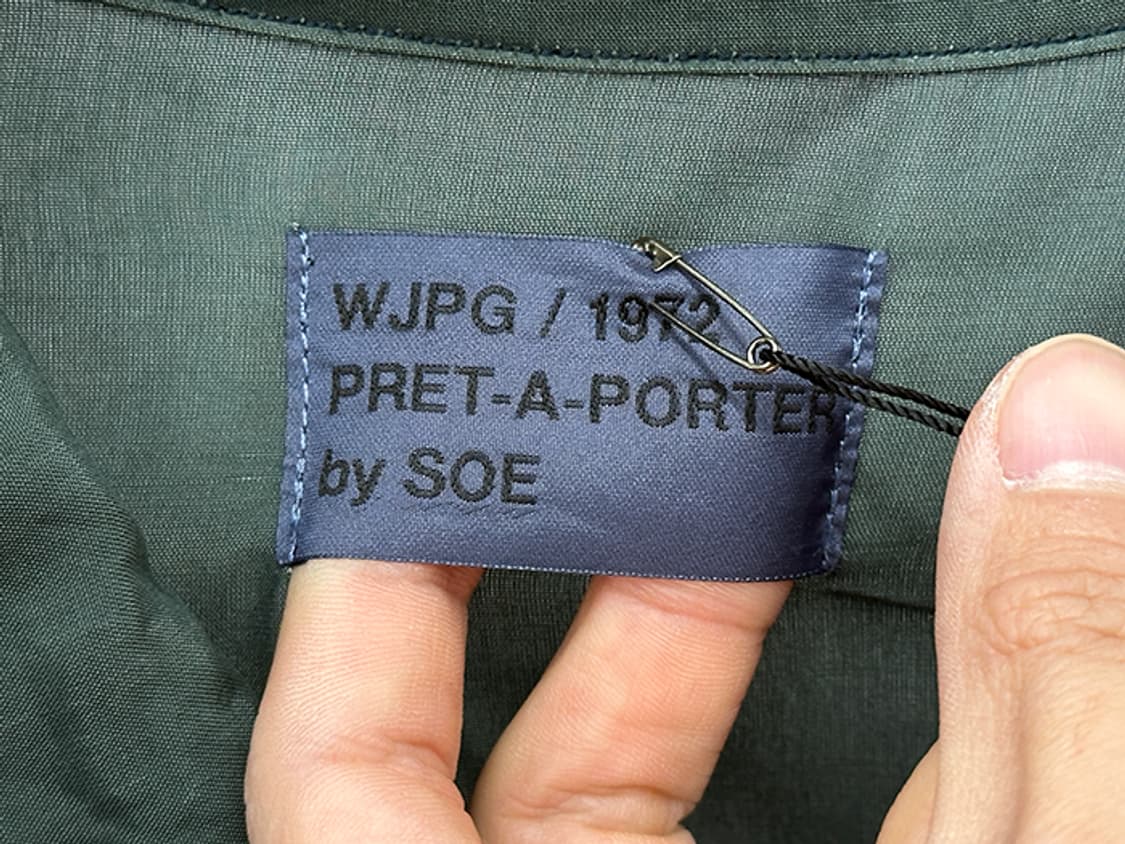 WJPG / 1972
PRET-A-PORTER
by SOE